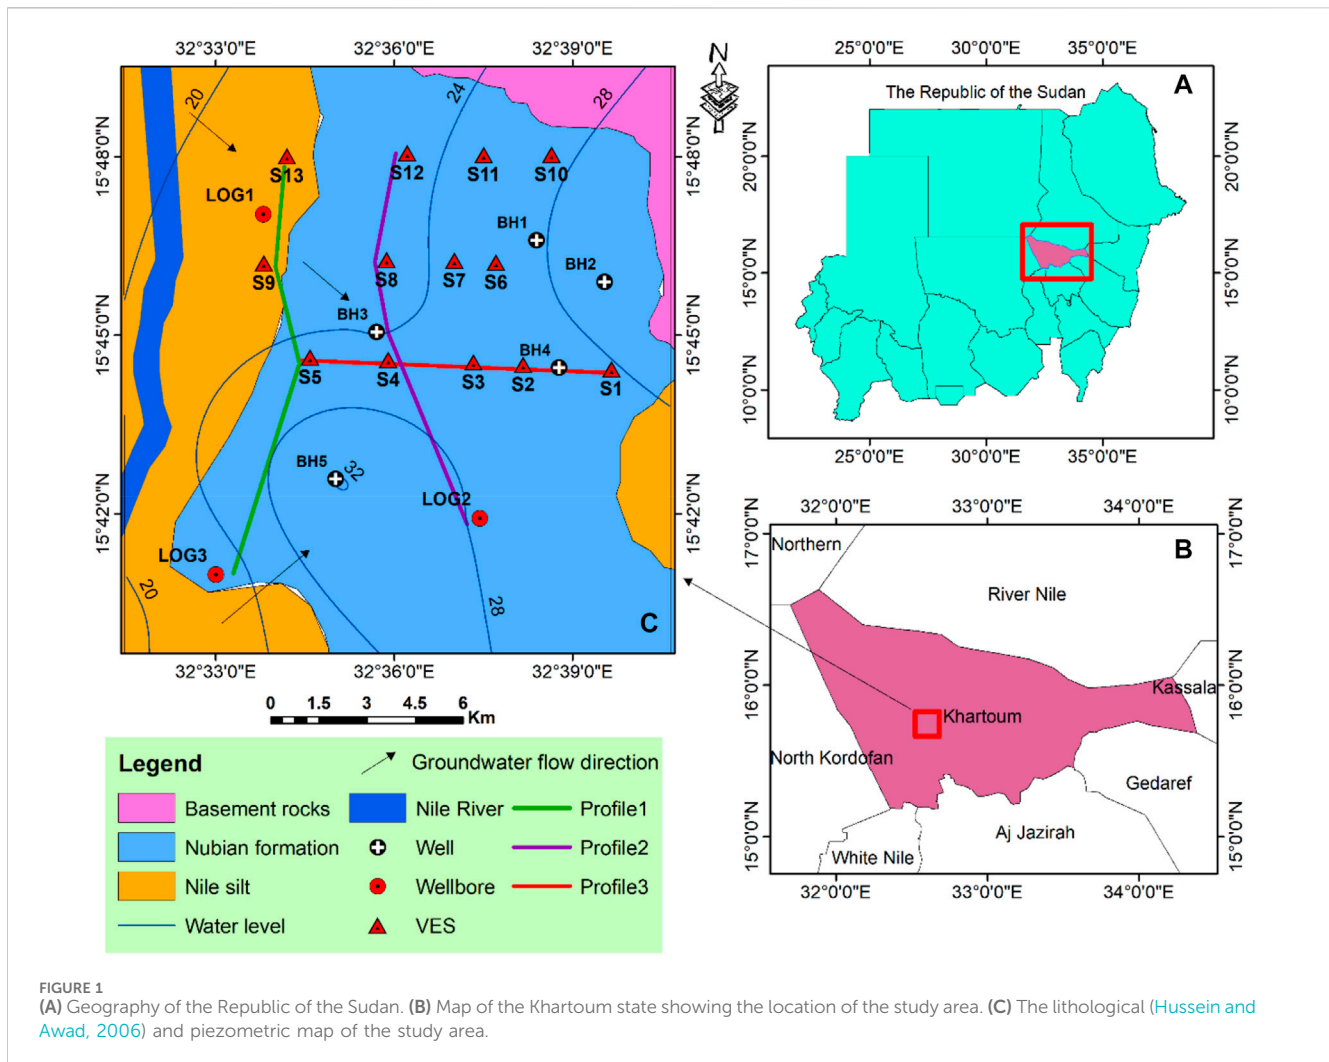 32°33'0"E 32°36'0"E 32°39'0"E
N
15°48'0"N
15°45'0"N
15°42'0"N
20
24
28
S13
S12
S11
S10
LOG1
BH1
BH2
S9
S8
S7
S6
BH3
BH4
S5
S4
S3
S2
S1
BH5
32
0
LOG2
LOG3
20
28
C
32°33'0"E 32°36'0"E 32°39'0"E
0 1.5 3 4.5 6
Km
Legend
Groundwater flow direction
Basement rocks
Nile River
Profile1
Nubian formation
Well
Profile2
Nile silt
Wellbore
Profile3
Water level
VES
25°0'0"E 30°0'0"E 35°0'0"E
The Republic of the Sudan
A
20°0'0"N
15°0'0"N
10°0'0"N
20°0'0"N
15°0'0"N
10°0'0"N
25°0'0"E 30°0'0"E 35°0'0"E
32°0'0"E 33°0'0"E 34°0'0"E
17°0'0"N
16°0'0"N
15°0'0"N
Northern
B
River Nile
Kassala
Khartoum
North Kordofan
Gedaref
Aj Jazirah
White Nile
17°0'0"N
16°0'0"N
15°0'0"N
32°0'0"E 33°0'0"E 34°0'0"E
15°48'0"N
15°45'0"N
15°42'0"N
FIGURE 1
(A) Geography of the Republic of the Sudan. (B) Map of the Khartoum state showing the location of the study area. (C) The lithological (Hussein and
Awad, 2006) and piezometric map of the study area.